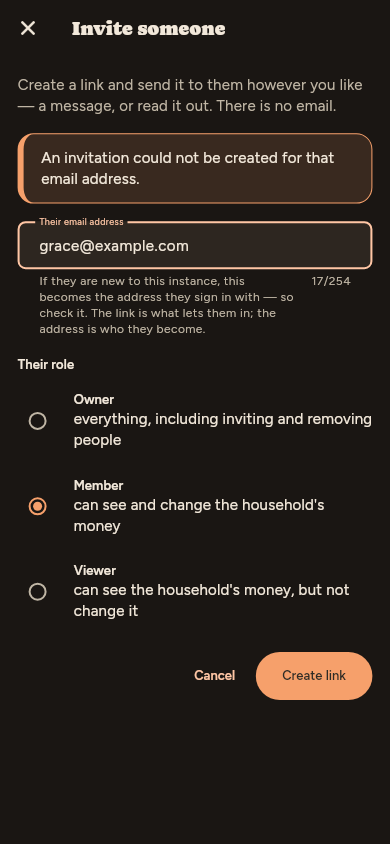 Invite someone
Create a link and send it to them however you like
— a message, or read it out. There is no email.
An invitation could not be created for that
email address.
Their email address
grace@example.com
If they are new to this instance, this
becomes the address they sign in with — so
check it. The link is what lets them in; the
address is who they become.
17/254
Their role
Owner
everything, including inviting and removing
people
Member
can see and change the household's
money
Viewer
can see the household's money, but not
change it
Cancel
Create link